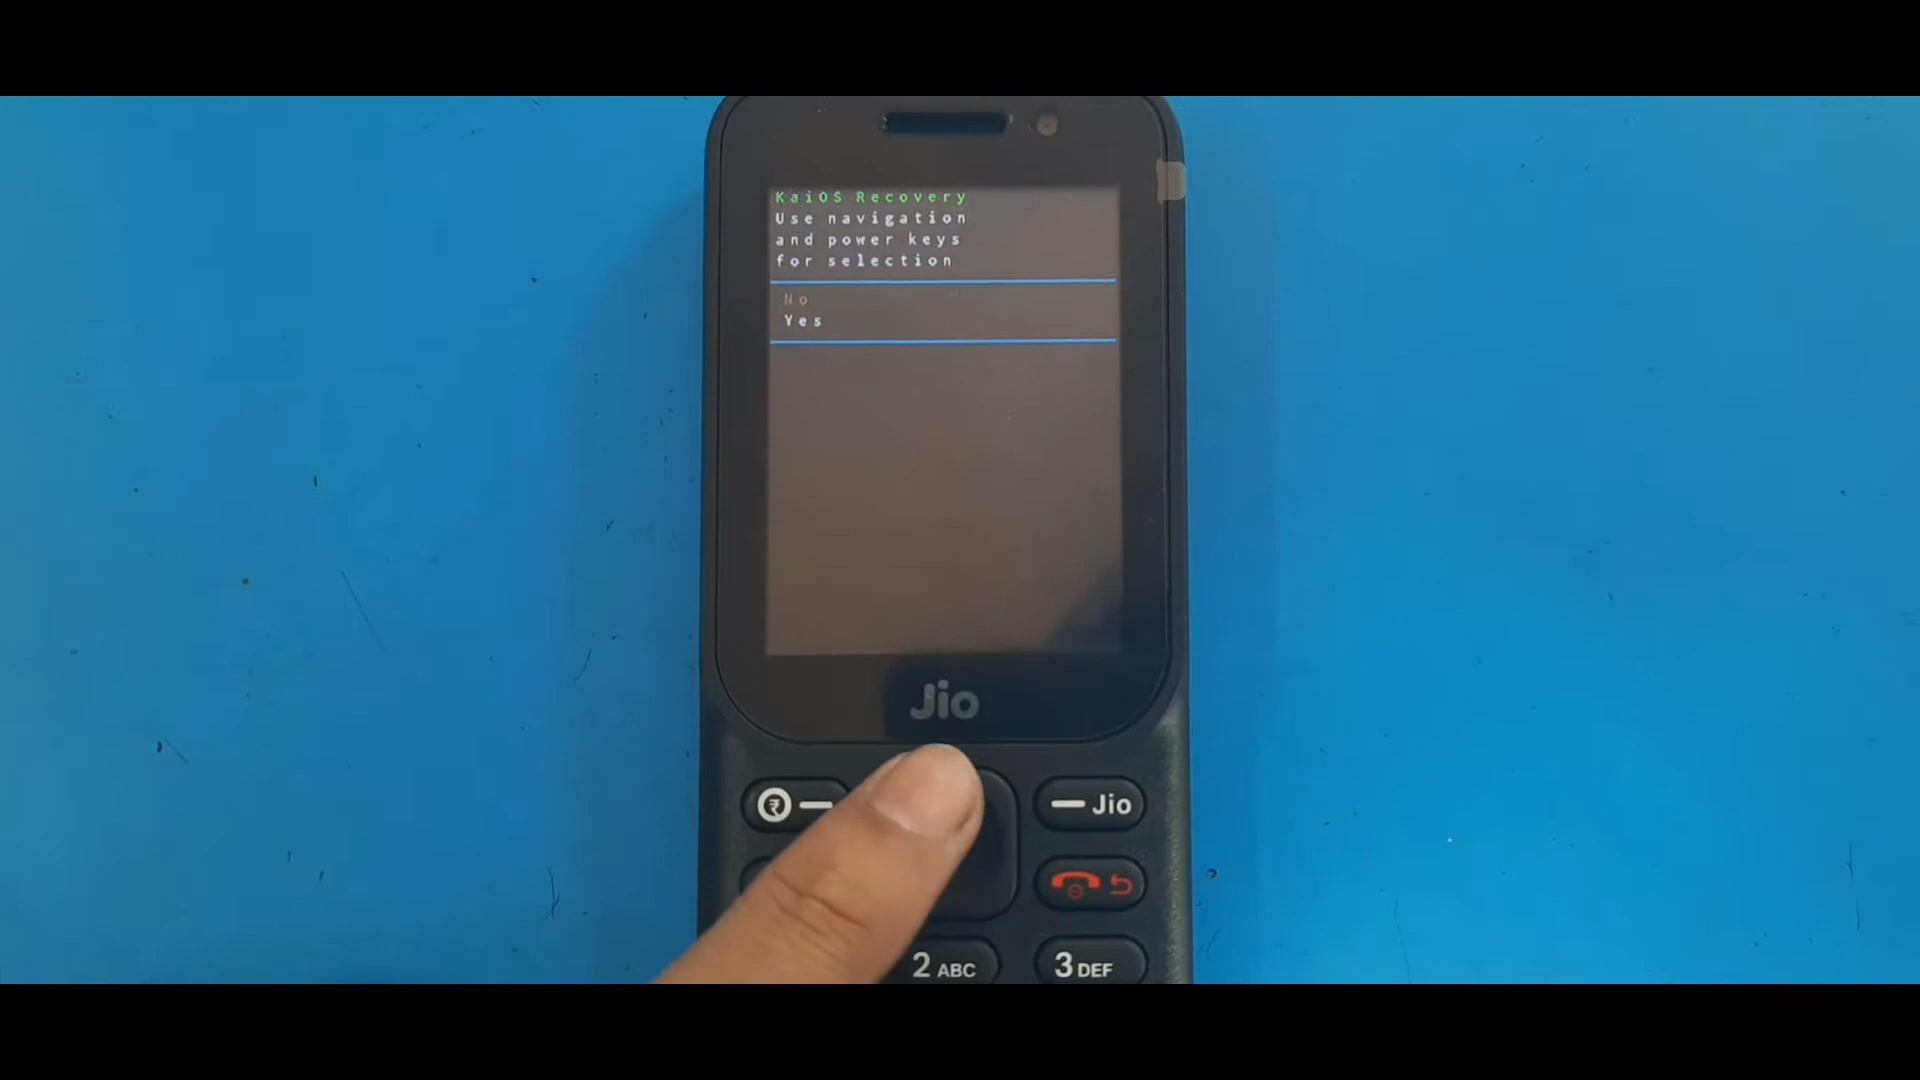 KaiOS Recovery
Use navigation
and power keys
for selection
No
Yes
Jio
Jio
2 ABC
3 DEF